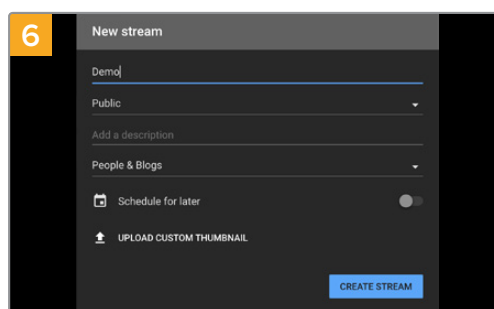 6
New stream
Demo
Public
Add a description
People & Blogs
Schedule for later
UPLOAD CUSTOM THUMBNAIL
CREATE STREAM